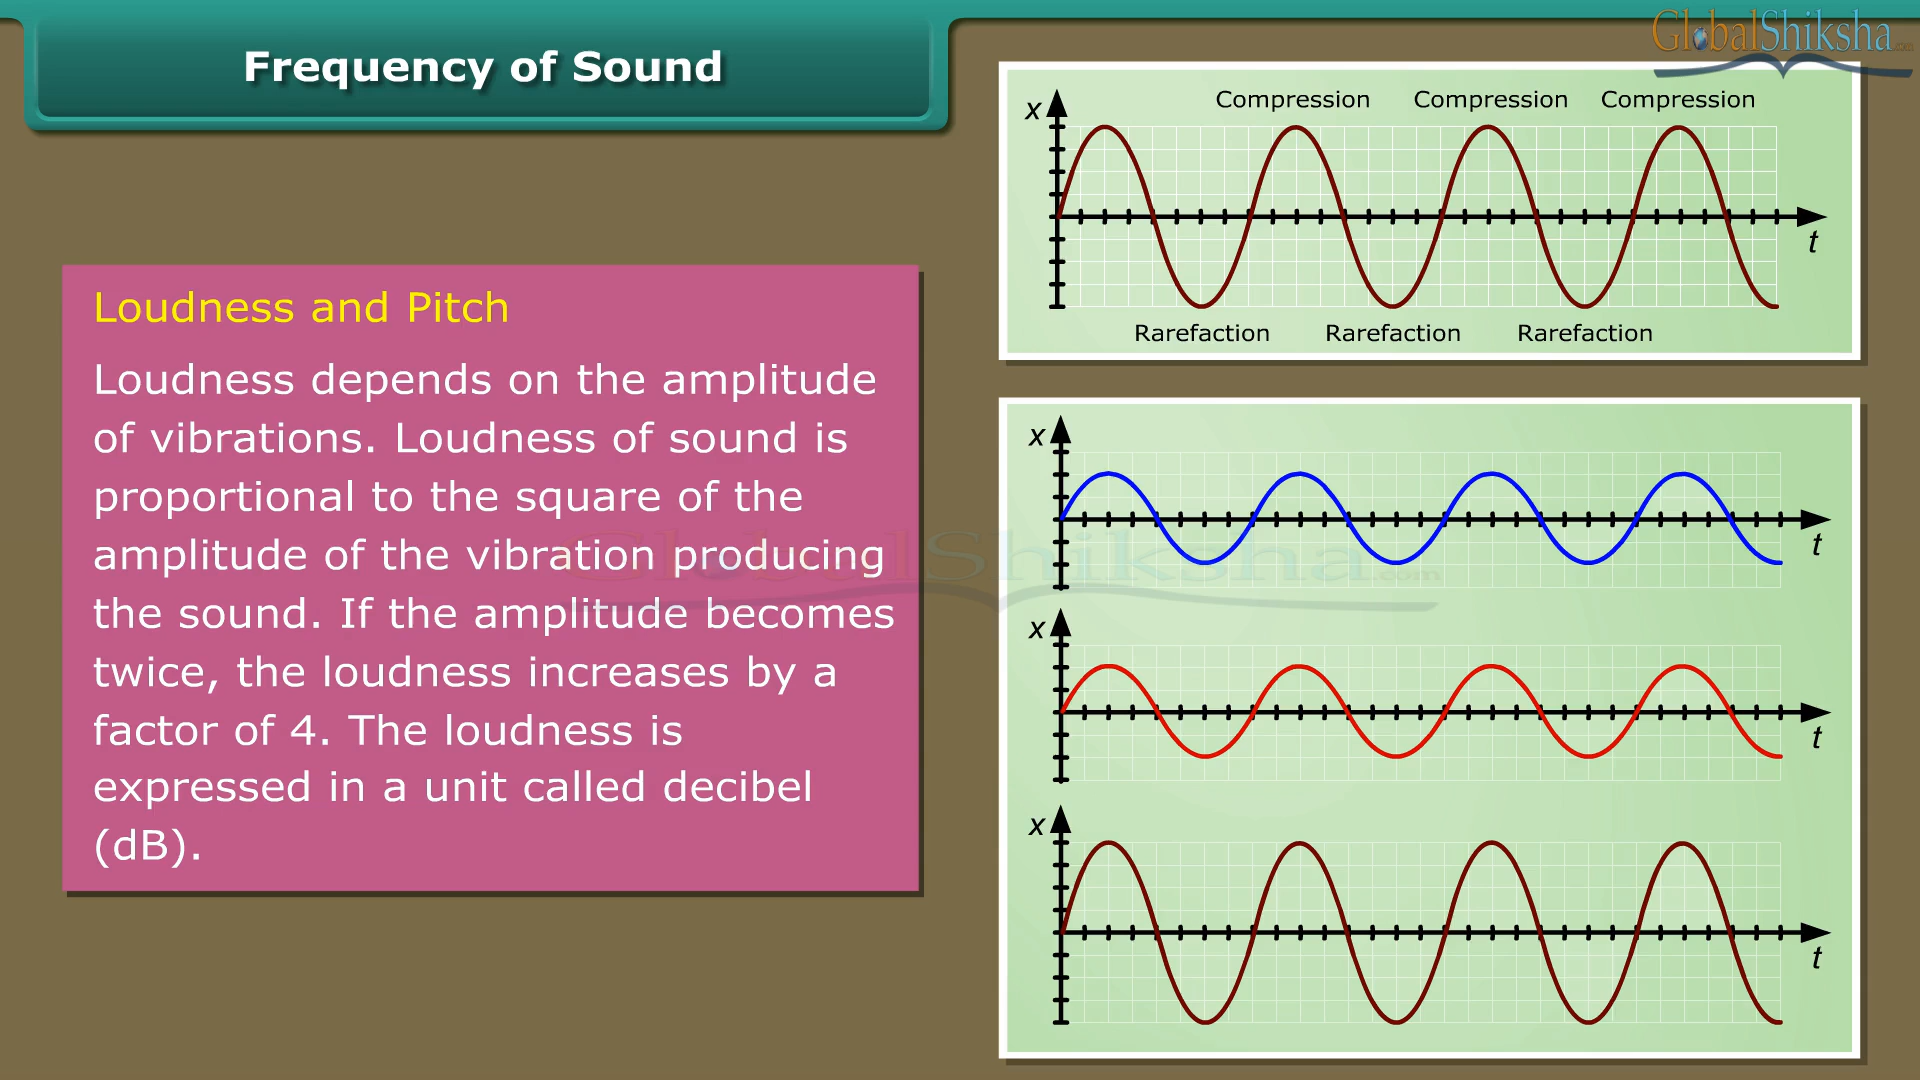 Frequency of Sound
GlobalShiksha.com
Loudness and Pitch
Loudness depends on the amplitude
of vibrations. Loudness of sound is
proportional to the square of the
amplitude of the vibration producing
the sound. If the amplitude becomes
twice, the loudness increases by a
factor of 4. The loudness is
expressed in a unit called decibel
(dB).
x
Compression Compression Compression
t
Rarefaction Rarefaction Rarefaction
x
t
GlobalShiksha.com
x
t
x
t